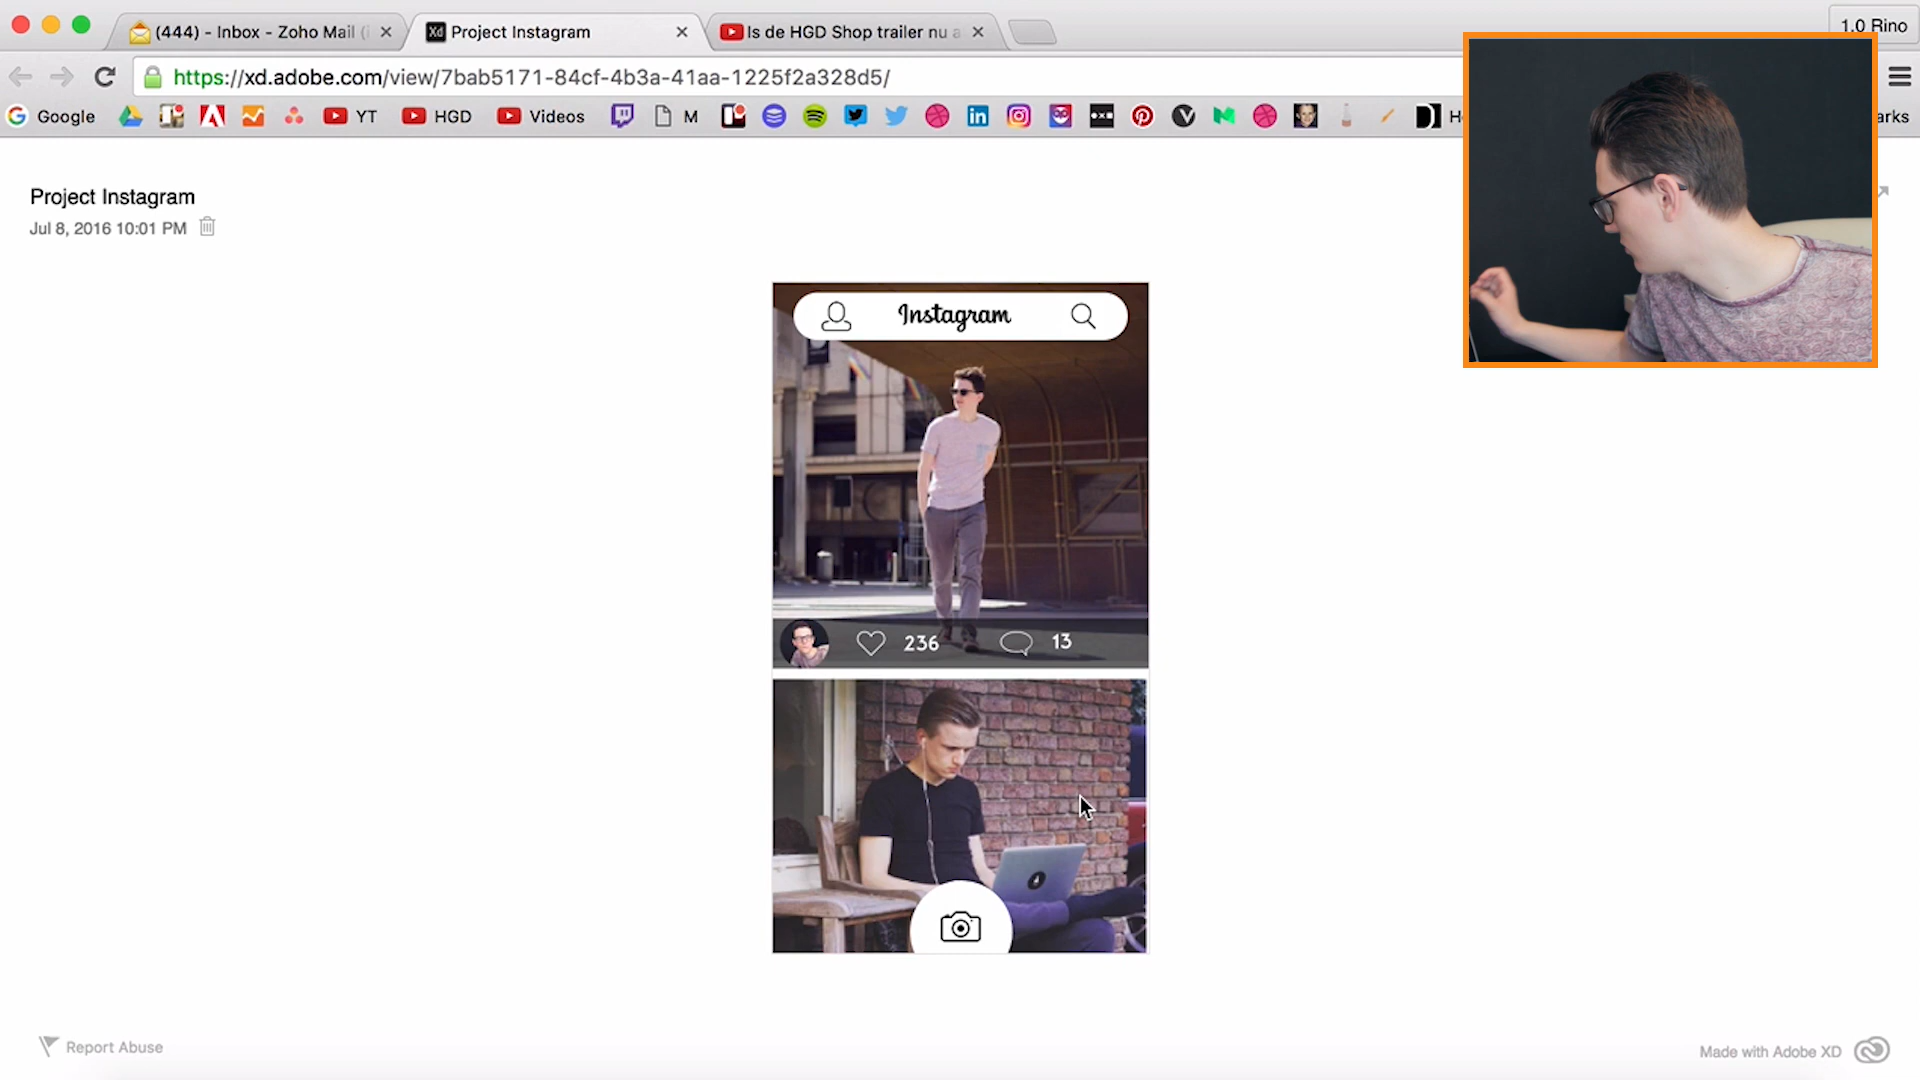 (444) - Inbox - Zoho Mail (
Project Instagram
Is de HGD Shop trailer nu a
1.0 Rino
https://xd.adobe.com/view/7bab5171-84cf-4b3a-41aa-1225f2a328d5/
Google
YT
HGD
Videos
M
H
arks
Project Instagram
Jul 8, 2016 10:01 PM
Instagram
236
13
Report Abuse
Made with Adobe XD